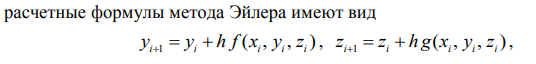 расчетные формулы метода Эйлера имеют вид
y_{i+1} = y_i + h f(x_i, y_i, z_i), z_{i+1} = z_i + h g(x_i, y_i, z_i),